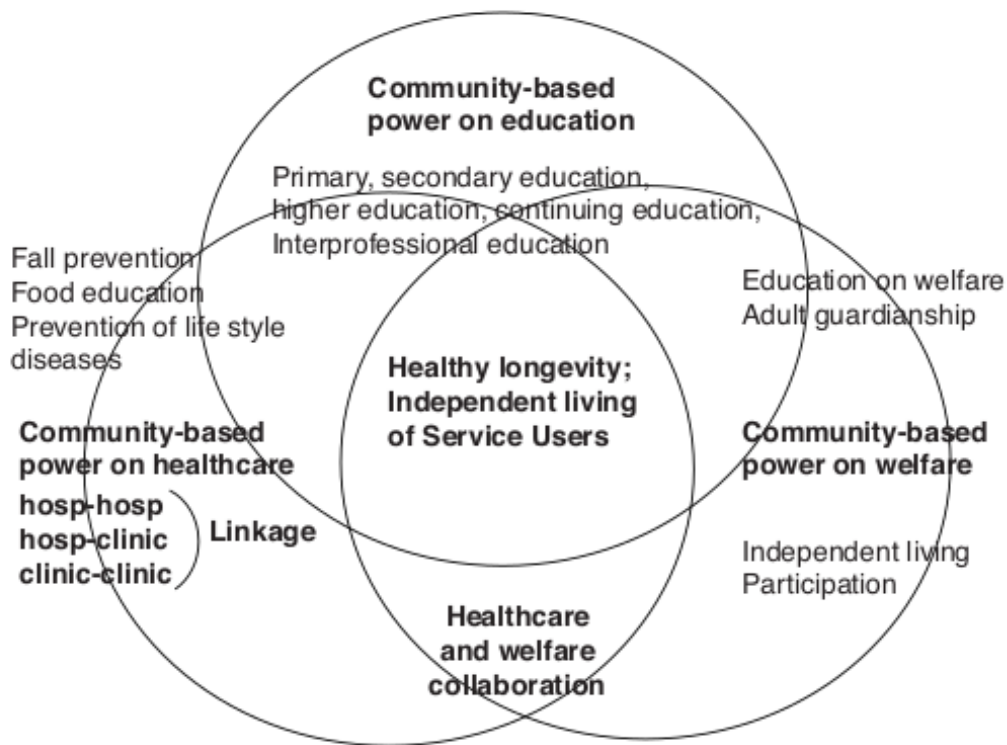 Community-based
power on education
Primary, secondary education,
higher education, continuing education,
Interprofessional education
Fall prevention
Food education
Prevention of life style
diseases
Education on welfare
Adult guardianship
Healthy longevity;
Independent living
of Service Users
Community-based
power on healthcare
hosp-hosp
hosp-clinic
clinic-clinic
Linkage
Community-based
power on welfare
Independent living
Participation
Healthcare
and welfare
collaboration